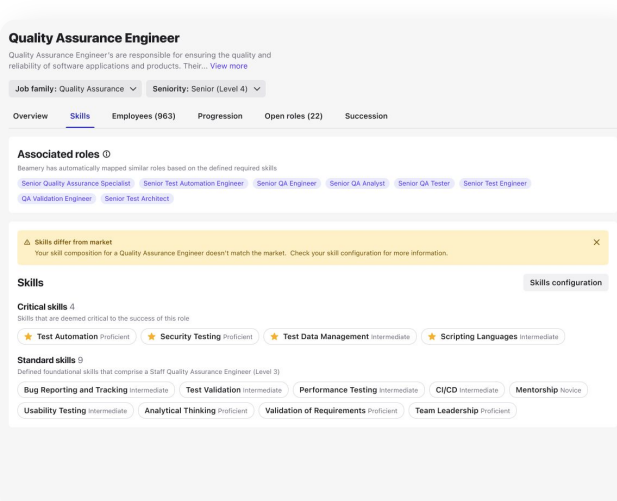 Quality Assurance Engineer
Quality Assurance Engineer's are responsible for ensuring the quality and
reliability of software applications and products. Their... View more
Job family: Quality Assurance
Seniority: Senior (Level 4)
Overview Skills Employees (963) Progression Open roles (22) Succession
Associated roles
Beamery has automatically mapped similar roles based on the defined required skills
Senior Quality Assurance Specialist Senior Test Automation Engineer Senior QA Engineer Senior QA Analyst Senior QA Tester Senior Test Engineer
QA Validation Engineer Senior Test Architect
Skills differ from market
Your skill composition for a Quality Assurance Engineer doesn't match the market. Check your skill configuration for more information.
Skills
Skills configuration
Critical skills 4
Skills that are deemed critical to the success of this role
Test Automation Proficient Security Testing Proficient Test Data Management Intermediate Scripting Languages Intermediate
Standard skills 9
Defined foundational skills that comprise a Staff Quality Assurance Engineer (Level 3)
Bug Reporting and Tracking Intermediate Test Validation Intermediate Performance Testing Intermediate CI/CD Intermediate Mentorship Novice
Usability Testing Intermediate Analytical Thinking Proficient Validation of Requirements Proficient Team Leadership Proficient